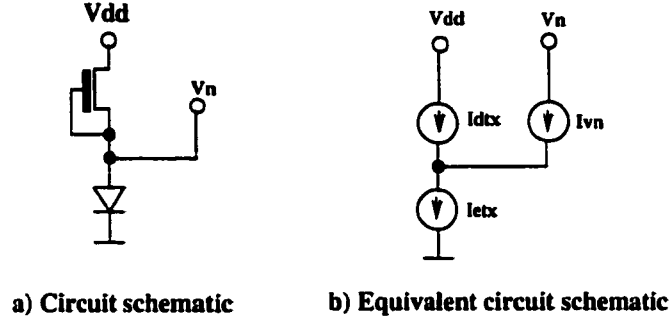 Vdd
Vn
Vdd
Vn
Idtx
Ivn
Ietx
a) Circuit schematic
b) Equivalent circuit schematic